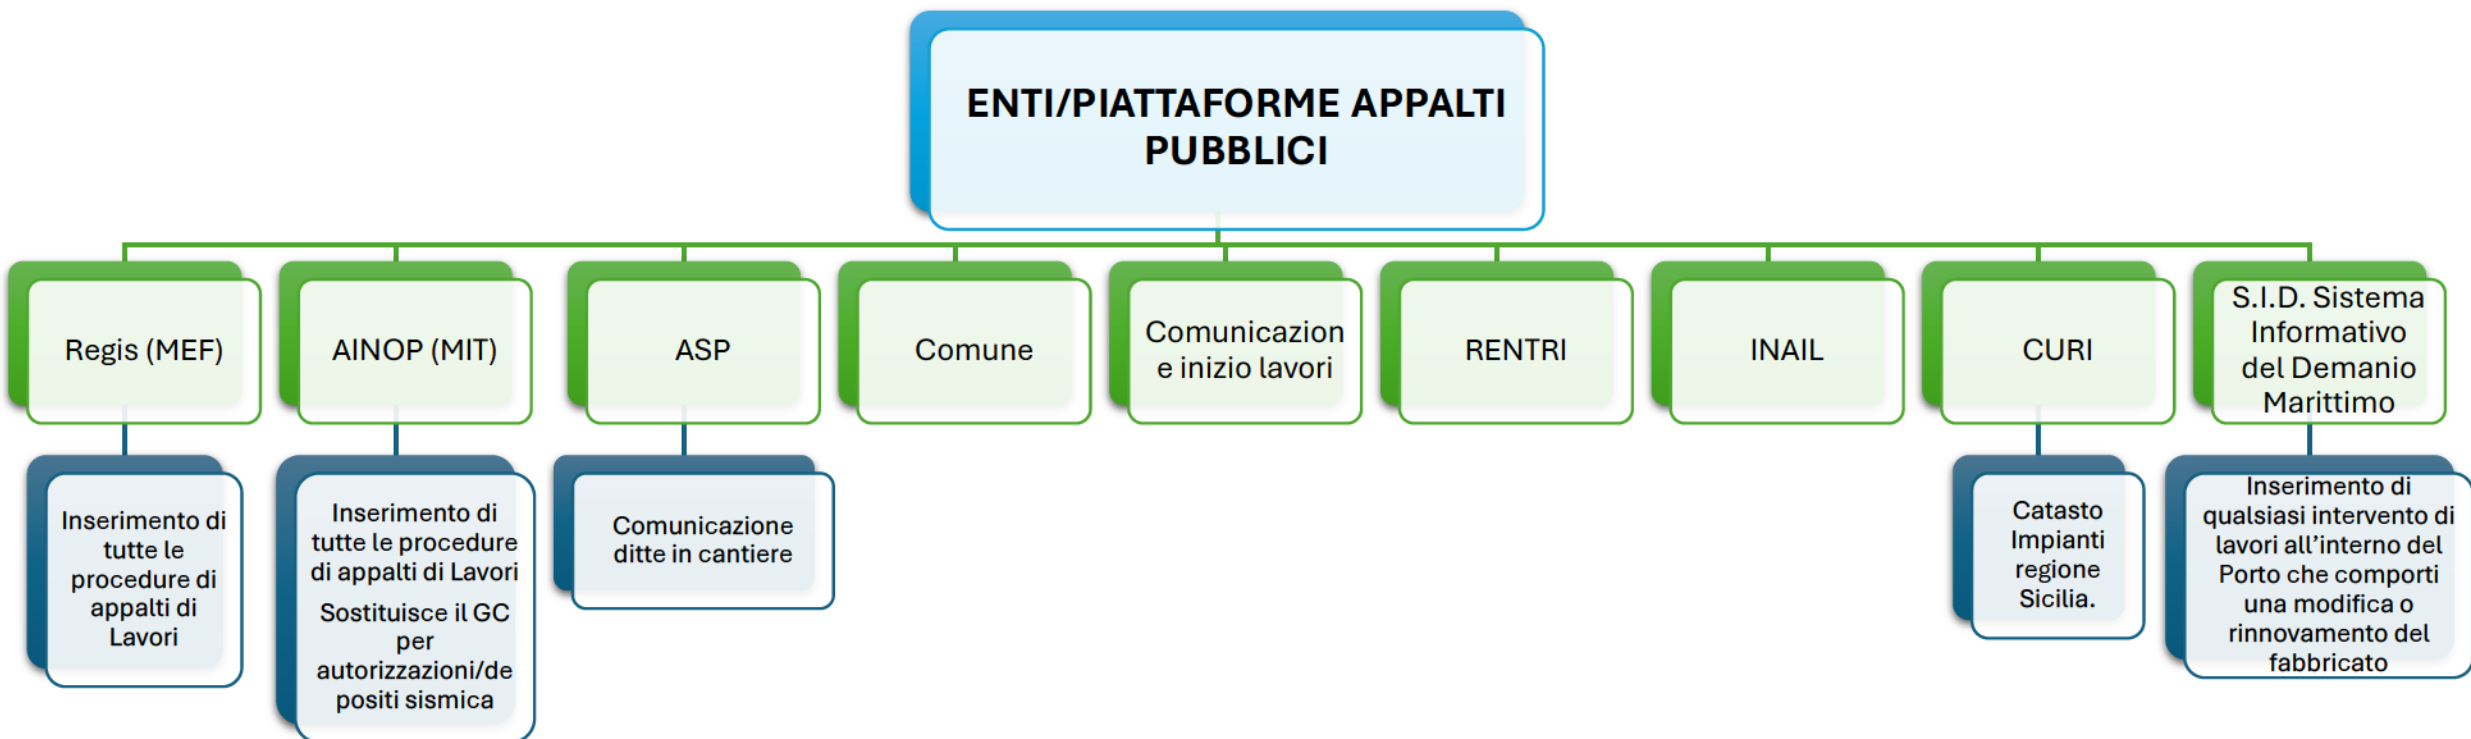 ENTI/PIATTAFORME APPALTI
PUBBLICI
Regis (MEF)
AINOP (MIT)
ASP
Comune
Comunicazion
e inizio lavori
RENTRI
INAIL
CURI
S.I.D. Sistema
Informativo
del Demanio
Marittimo
Inserimento di
tutte le
procedure di
appalti di
Lavori
Inserimento di
tutte le procedure
di appalti di Lavori
Sostituisce il GC
per
autorizzazioni/de
positi sismica
Comunicazione
ditte in cantiere
Catasto
Impianti
regione
Sicilia.
Inserimento di
qualsiasi intervento di
lavori all’interno del
Porto che comporti
una modifica o
rinnovamento del
fabbricato